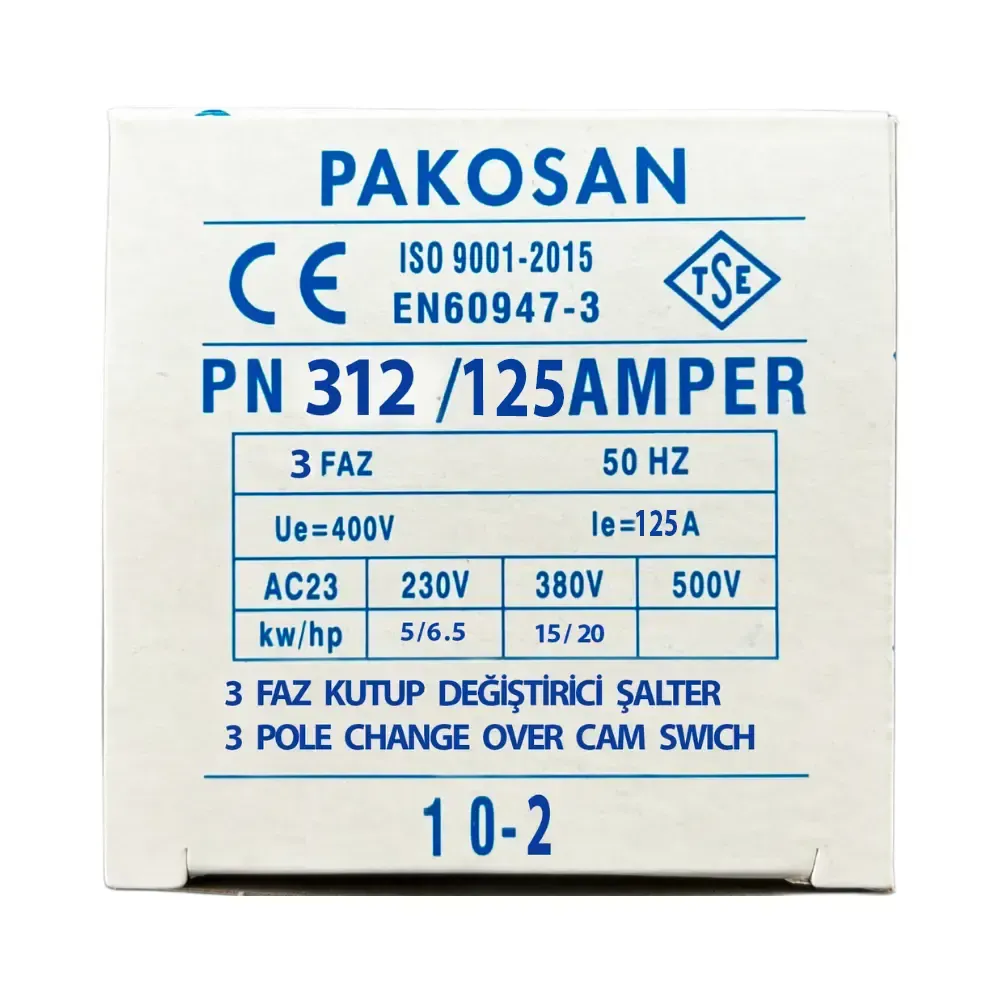 PAKOSAN
CE ISO 9001-2015 TSE
EN60947-3
PN 312 /125AMPER
3 FAZ 50 HZ
Ue=400V Ie=125A
AC23 230V 380V 500V
kw/hp 5/6.5 15/20
3 FAZ KUTUP DEĞİŞTİRİCİ ŞALTER
3 POLE CHANGE OVER CAM SWICH
1 0-2